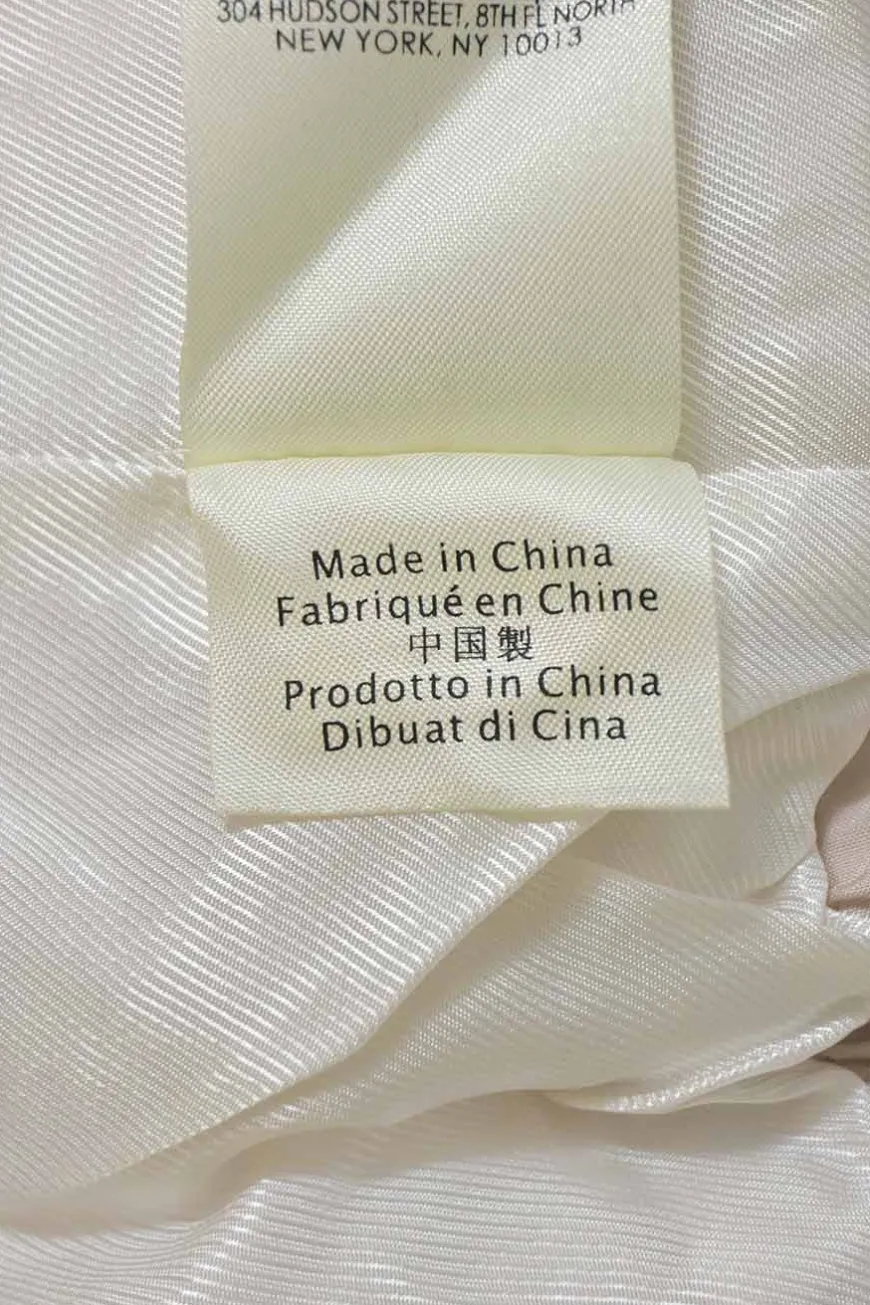 304 HUDSON STREET, 8TH FL NORTH
NEW YORK, NY 10013
Made in China
Fabriqué en Chine
中国製
Prodotto in China
Dibuat di Cina